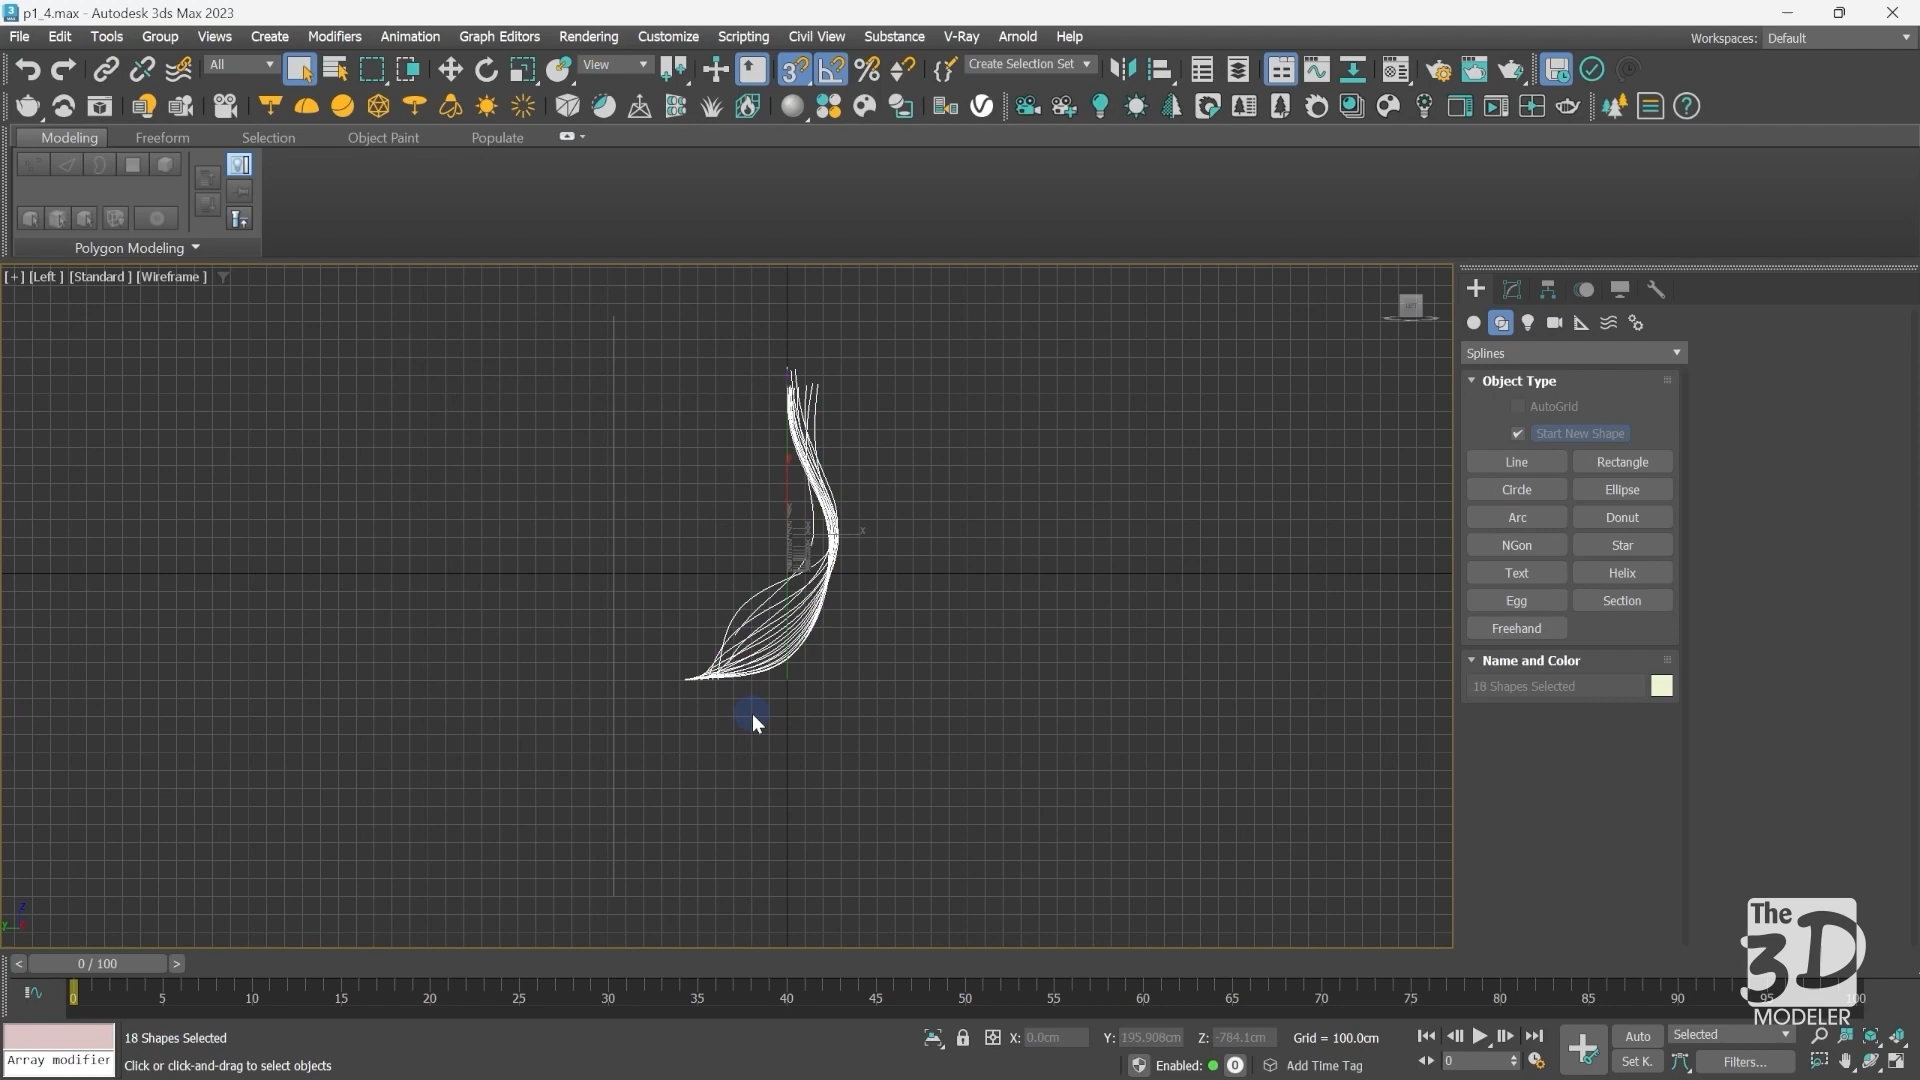 p1_4.max - Autodesk 3ds Max 2023
File Edit Tools Group Views Create Modifiers Animation Graph Editors Rendering Customize Scripting Civil View Substance V-Ray Arnold Help
Workspaces: Default
All
View
Create Selection Set
Modeling Freeform Selection Object Paint Populate
Polygon Modeling
[+] [Left ] [Standard ] [Wireframe ]
x
z
y
Splines
Object Type
AutoGrid
Start New Shape
Line Rectangle
Circle Ellipse
Arc Donut
NGon Star
Text Helix
Egg Section
Freehand
Name and Color
18 Shapes Selected
The
3D
MODELER
< 0 / 100 >
0 5 10 15 20 25 30 35 40 45 50 55 60 65 70 75 80 85 90 95 100
18 Shapes Selected
X: 0.0cm Y: 195.908cm Z: -784.1cm Grid = 100.0cm
Auto Selected
Array modifier
Click or click-and-drag to select objects
Enabled: 0 Add Time Tag
0
Set K. Filters...